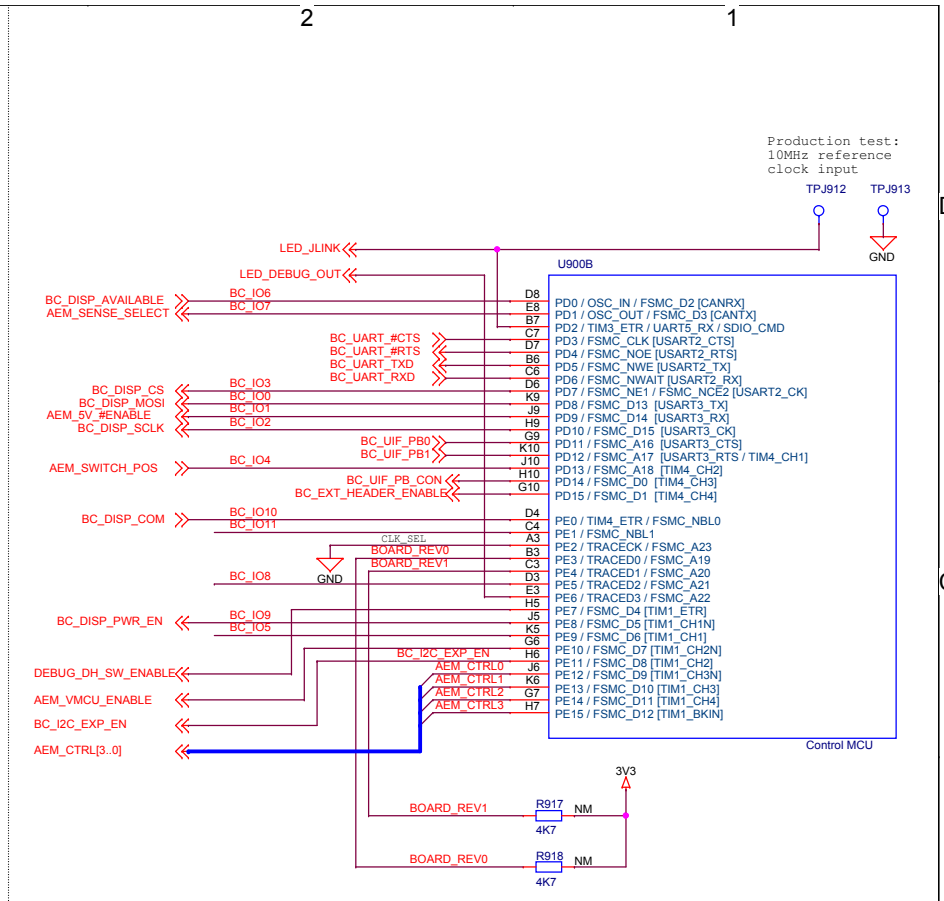 2
1
Production test:
10MHz reference
clock input
TPJ912
TPJ913
LED_JLINK
GND
LED_DEBUG_OUT
U900B
BC_DISP_AVAILABLE BC_IO6 D8 PD0 / OSC_IN / FSMC_D2 [CANRX]
AEM_SENSE_SELECT BC_IO7 E8 PD1 / OSC_OUT / FSMC_D3 [CANTX]
B7 PD2 / TIM3_ETR / UART5_RX / SDIO_CMD
BC_UART_#CTS C7 PD3 / FSMC_CLK [USART2_CTS]
BC_UART_#RTS D7 PD4 / FSMC_NOE [USART2_RTS]
BC_UART_TXD B6 PD5 / FSMC_NWE [USART2_TX]
BC_UART_RXD C6 PD6 / FSMC_NWAIT [USART2_RX]
BC_DISP_CS BC_IO3 D6 PD7 / FSMC_NE1 / FSMC_NCE2 [USART2_CK]
BC_DISP_MOSI BC_IO0 K9 PD8 / FSMC_D13 [USART3_TX]
AEM_5V_#ENABLE BC_IO1 J9 PD9 / FSMC_D14 [USART3_RX]
BC_DISP_SCLK BC_IO2 H9 PD10 / FSMC_D15 [USART3_CK]
BC_UIF_PB0 G9 PD11 / FSMC_A16 [USART3_CTS]
BC_UIF_PB1 K10 PD12 / FSMC_A17 [USART3_RTS / TIM4_CH1]
AEM_SWITCH_POS BC_IO4 J10 PD13 / FSMC_A18 [TIM4_CH2]
BC_UIF_PB_CON H10 PD14 / FSMC_D0 [TIM4_CH3]
BC_EXT_HEADER_ENABLE G10 PD15 / FSMC_D1 [TIM4_CH4]
BC_DISP_COM BC_IO10 D4 PE0 / TIM4_ETR / FSMC_NBL0
BC_IO11 C4 PE1 / FSMC_NBL1
CLK_SEL A3 PE2 / TRACECK / FSMC_A23
BOARD_REV0 B3 PE3 / TRACED0 / FSMC_A19
BOARD_REV1 C3 PE4 / TRACED1 / FSMC_A20
GND
BC_IO8 D3 PE5 / TRACED2 / FSMC_A21
E3 PE6 / TRACED3 / FSMC_A22
H5 PE7 / FSMC_D4 [TIM1_ETR]
BC_DISP_PWR_EN BC_IO9 J5 PE8 / FSMC_D5 [TIM1_CH1N]
BC_IO5 K5 PE9 / FSMC_D6 [TIM1_CH1]
G6 PE10 / FSMC_D7 [TIM1_CH2N]
BC_I2C_EXP_EN H6 PE11 / FSMC_D8 [TIM1_CH2]
DEBUG_DH_SW_ENABLE AEM_CTRL0 J6 PE12 / FSMC_D9 [TIM1_CH3N]
AEM_CTRL1 K6 PE13 / FSMC_D10 [TIM1_CH3]
AEM_VMCU_ENABLE AEM_CTRL2 G7 PE14 / FSMC_D11 [TIM1_CH4]
AEM_CTRL3 H7 PE15 / FSMC_D12 [TIM1_BKIN]
BC_I2C_EXP_EN
AEM_CTRL[3..0]
Control MCU
3V3
BOARD_REV1 R917 NM
4K7
BOARD_REV0 R918 NM
4K7